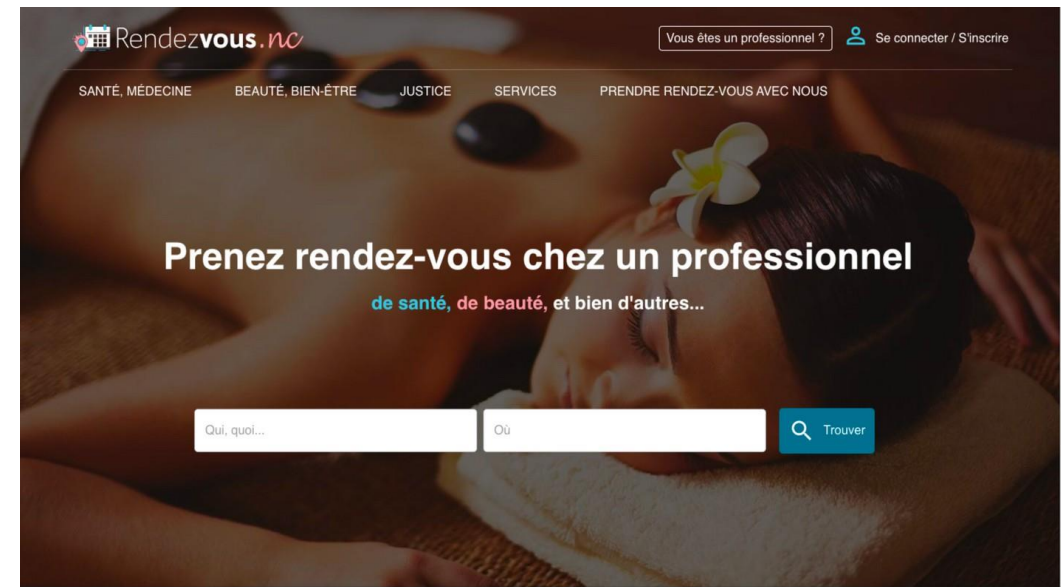 Rendezvous.nc
Vous êtes un professionnel ?
Se connecter / S'inscrire
SANTÉ, MÉDECINE
BEAUTÉ, BIEN-ÊTRE
JUSTICE
SERVICES
PRENDRE RENDEZ-VOUS AVEC NOUS
Prenez rendez-vous chez un professionnel
de santé, de beauté, et bien d'autres...
Qui, quoi...
Où
Trouver